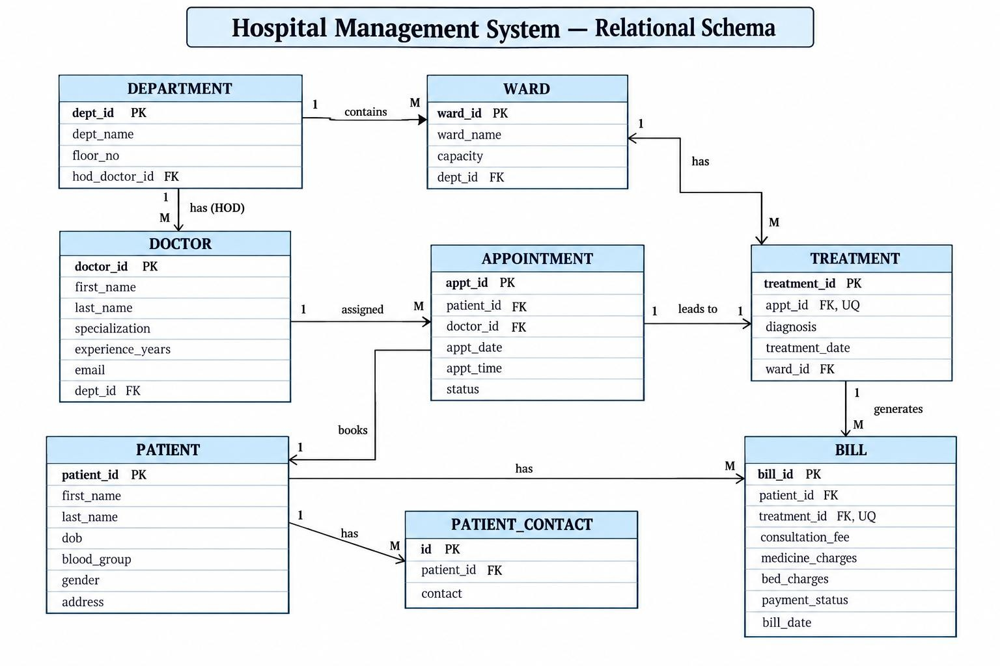 Hospital Management System — Relational Schema
DEPARTMENT
dept_id PK
dept_name
floor_no
hod_doctor_id FK
1
contains
M
WARD
ward_id PK
ward_name
capacity
dept_id FK
1
has
M
1
M
has (HOD)
DOCTOR
doctor_id PK
first_name
last_name
specialization
experience_years
email
dept_id FK
1
assigned
M
APPOINTMENT
appt_id PK
patient_id FK
doctor_id FK
appt_date
appt_time
status
1
leads to
1
TREATMENT
treatment_id PK
appt_id FK, UQ
diagnosis
treatment_date
ward_id FK
1
generates
M
books
1
PATIENT
patient_id PK
first_name
last_name
dob
blood_group
gender
address
has
M
1
has
M
PATIENT_CONTACT
id PK
patient_id FK
contact
BILL
bill_id PK
patient_id FK
treatment_id FK, UQ
consultation_fee
medicine_charges
bed_charges
payment_status
bill_date